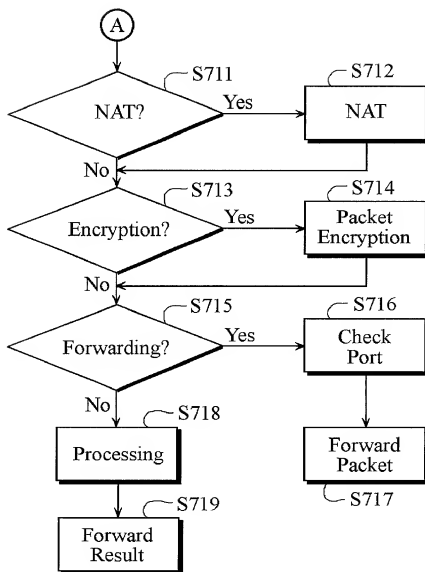 A
S711
S712
NAT?
Yes
NAT
No
S713
S714
Encryption?
Yes
Packet
Encryption
No
S715
S716
Forwarding?
Yes
Check
Port
No
S718
Processing
Forward
Packet
S717
S719
Forward
Result